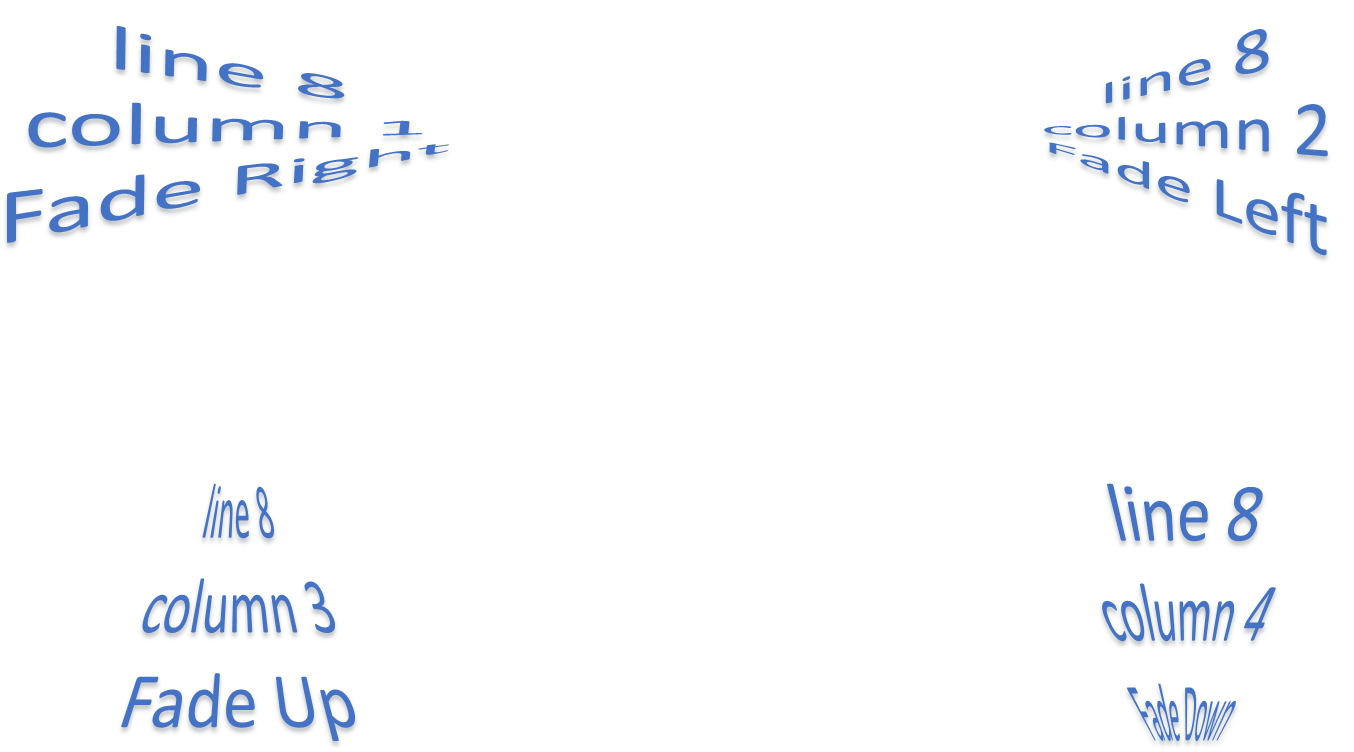 line 8
column 1
Fade Right
line 8
column 2
Fade Left
line 8
column 3
Fade Up
line 8
column 4
Fade Down